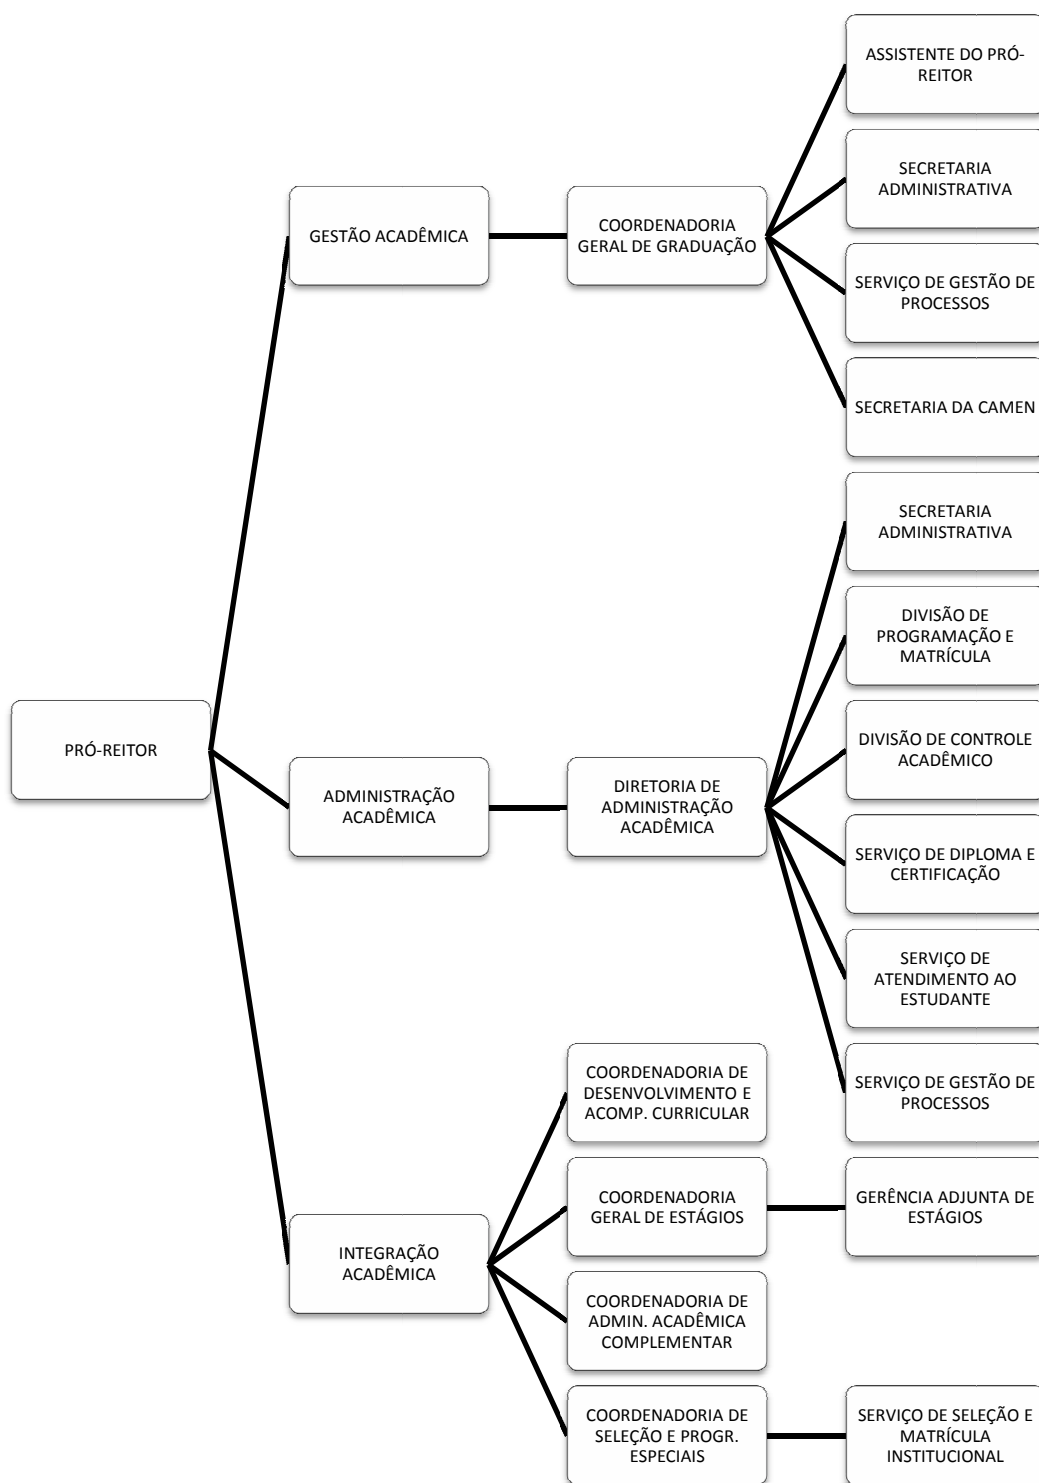 PRÓ-REITOR
GESTÃO ACADÊMICA
COORDENADORIA
GERAL DE GRADUAÇÃO
ASSISTENTE DO PRÓ-
REITOR
SECRETARIA
ADMINISTRATIVA
SERVIÇO DE GESTÃO DE
PROCESSOS
SECRETARIA DA CAMEN
ADMINISTRAÇÃO
ACADÊMICA
DIRETORIA DE
ADMINISTRAÇÃO
ACADÊMICA
SECRETARIA
ADMINISTRATIVA
DIVISÃO DE
PROGRAMAÇÃO E
MATRÍCULA
DIVISÃO DE CONTROLE
ACADÊMICO
SERVIÇO DE DIPLOMA E
CERTIFICAÇÃO
SERVIÇO DE
ATENDIMENTO AO
ESTUDANTE
SERVIÇO DE GESTÃO DE
PROCESSOS
INTEGRAÇÃO
ACADÊMICA
COORDENADORIA DE
DESENVOLVIMENTO E
ACOMP. CURRICULAR
COORDENADORIA
GERAL DE ESTÁGIOS
GERÊNCIA ADJUNTA DE
ESTÁGIOS
COORDENADORIA DE
ADMIN. ACADÊMICA
COMPLEMENTAR
COORDENADORIA DE
SELEÇÃO E PROGR.
ESPECIAIS
SERVIÇO DE SELEÇÃO E
MATRÍCULA
INSTITUCIONAL